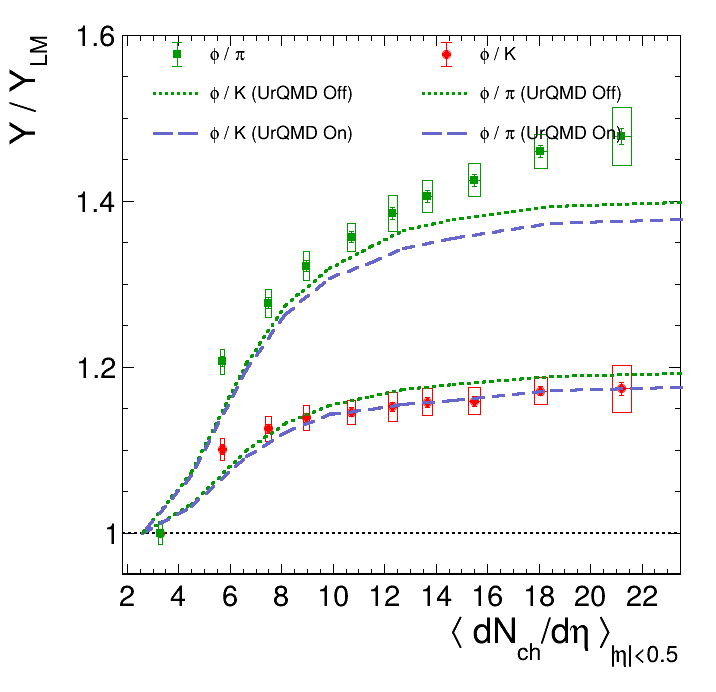 Y / Y_LM
1.6
1.4
1.2
1
ϕ / π
ϕ / K
ϕ / K (UrQMD Off)
ϕ / π (UrQMD Off)
ϕ / K (UrQMD On)
ϕ / π (UrQMD On)
2 4 6 8 10 12 14 16 18 20 22
⟨ dN_ch/dη ⟩_|η|<0.5